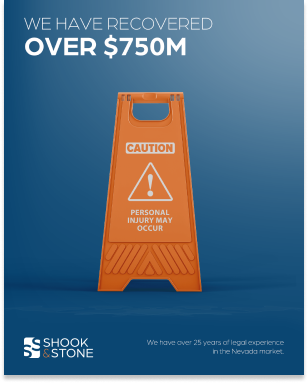 WE HAVE RECOVERED
OVER $750M
CAUTION
PERSONAL
INJURY MAY
OCCUR
SHOOK
&STONE
We have over 25 years of legal experience
in the Nevada market.